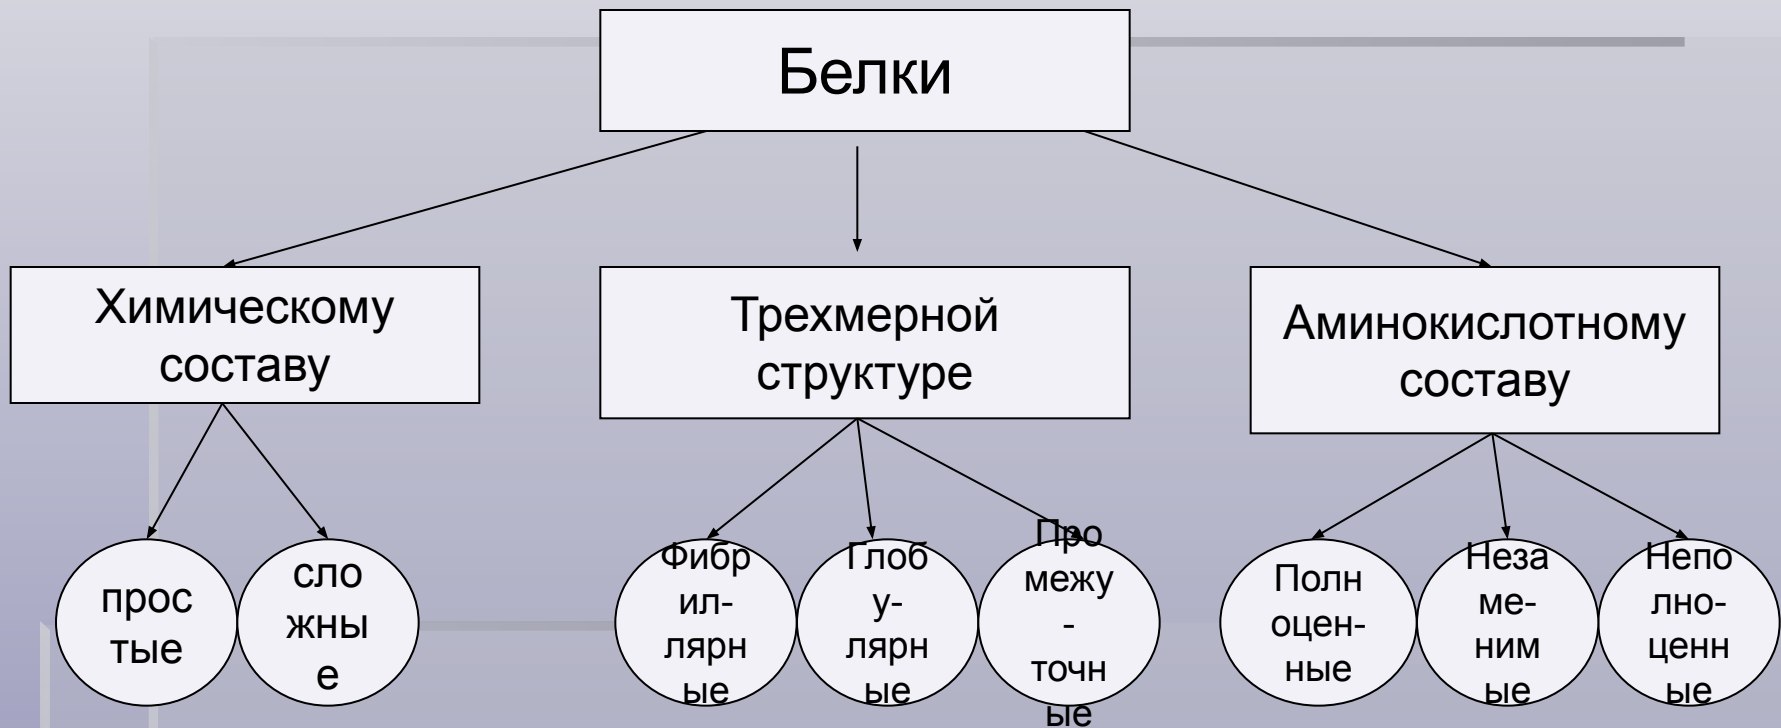 Белки
Химическому
составу
Трехмерной
структуре
Аминокислотному
составу
прос
тые
сло
жны
е
Фибр
ил-
лярн
ые
Глоб
у-
лярн
ые
Про
межу
-
точн
ые
Полн
оцен-
ные
Неза
ме-
ним
ые
Непо
лно-
ценн
ые